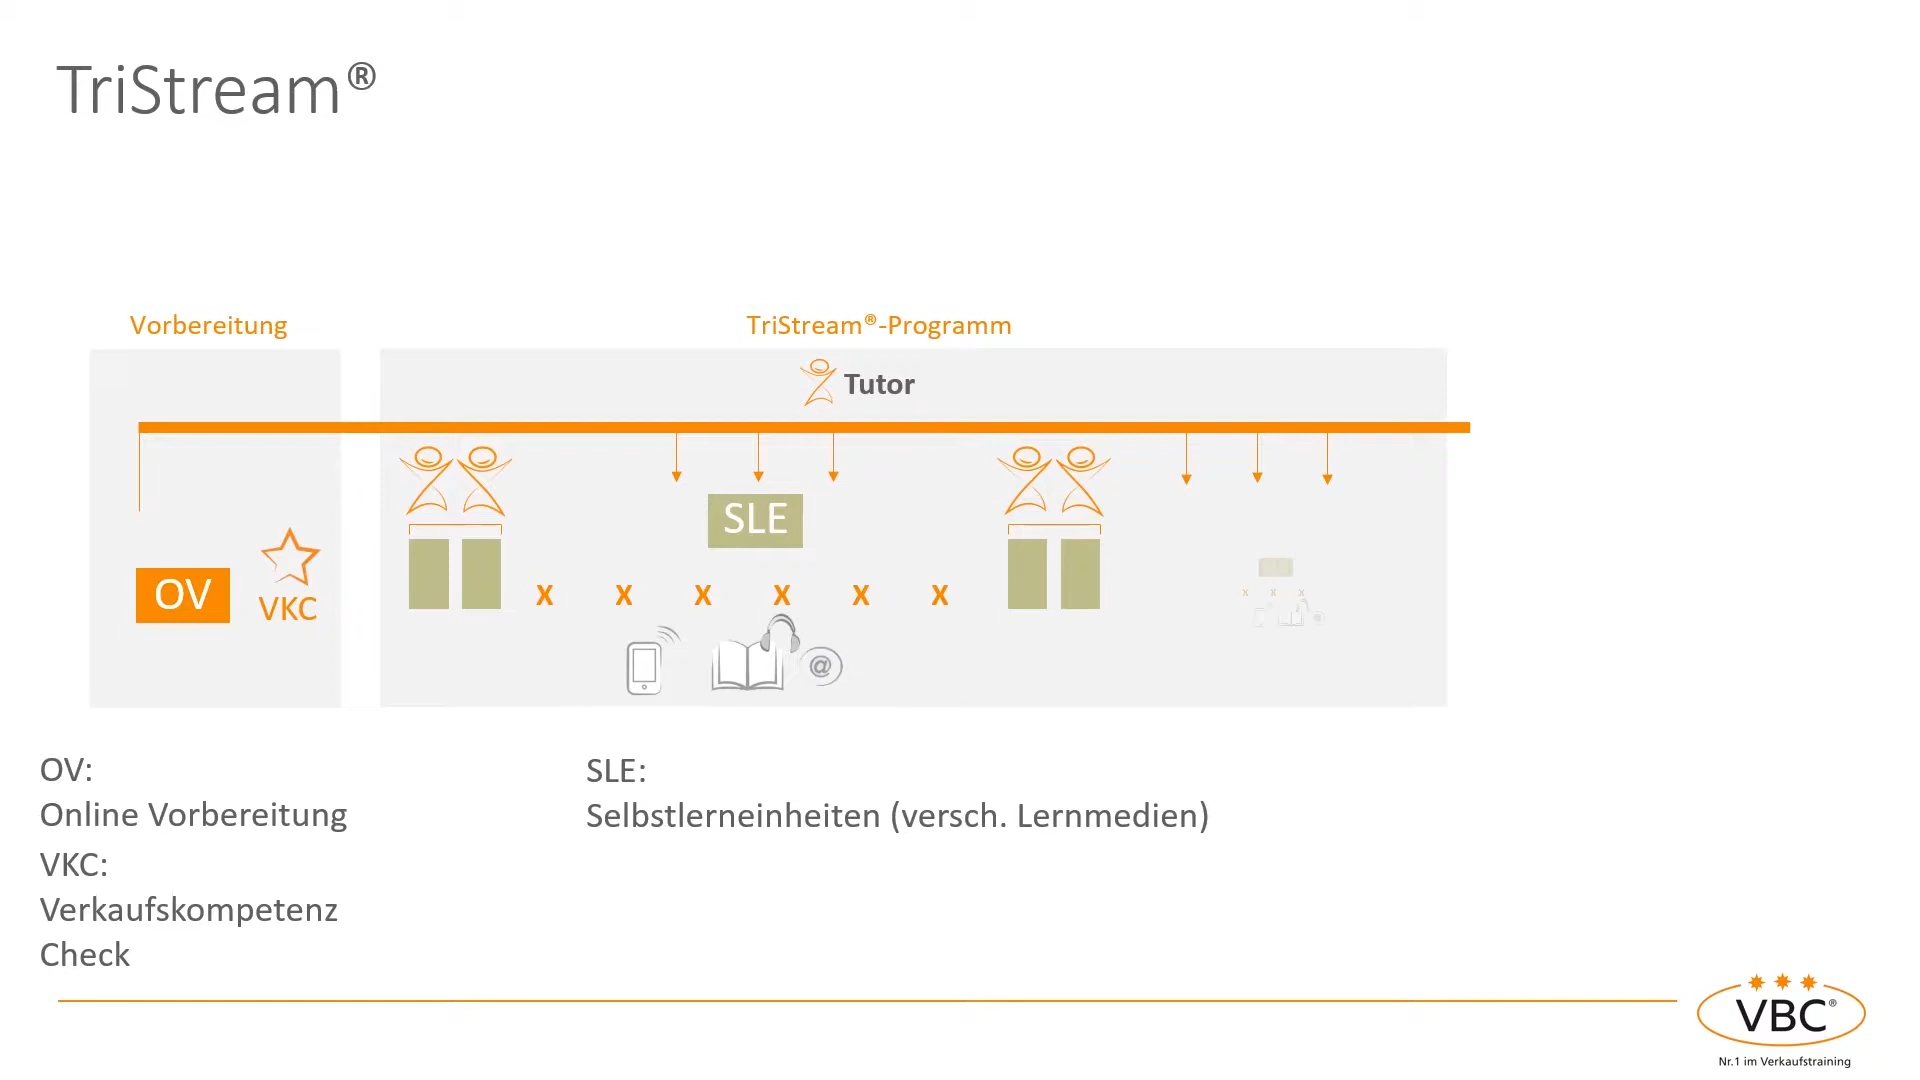 TriStream®
Vorbereitung
TriStream®-Programm
Tutor
SLE
OV
VKC
x x x x x x
x x x
@
OV:
Online Vorbereitung
VKC:
Verkaufskompetenz
Check
SLE:
Selbstlerneinheiten (versch. Lernmedien)
VBC®
Nr.1 im Verkaufstraining